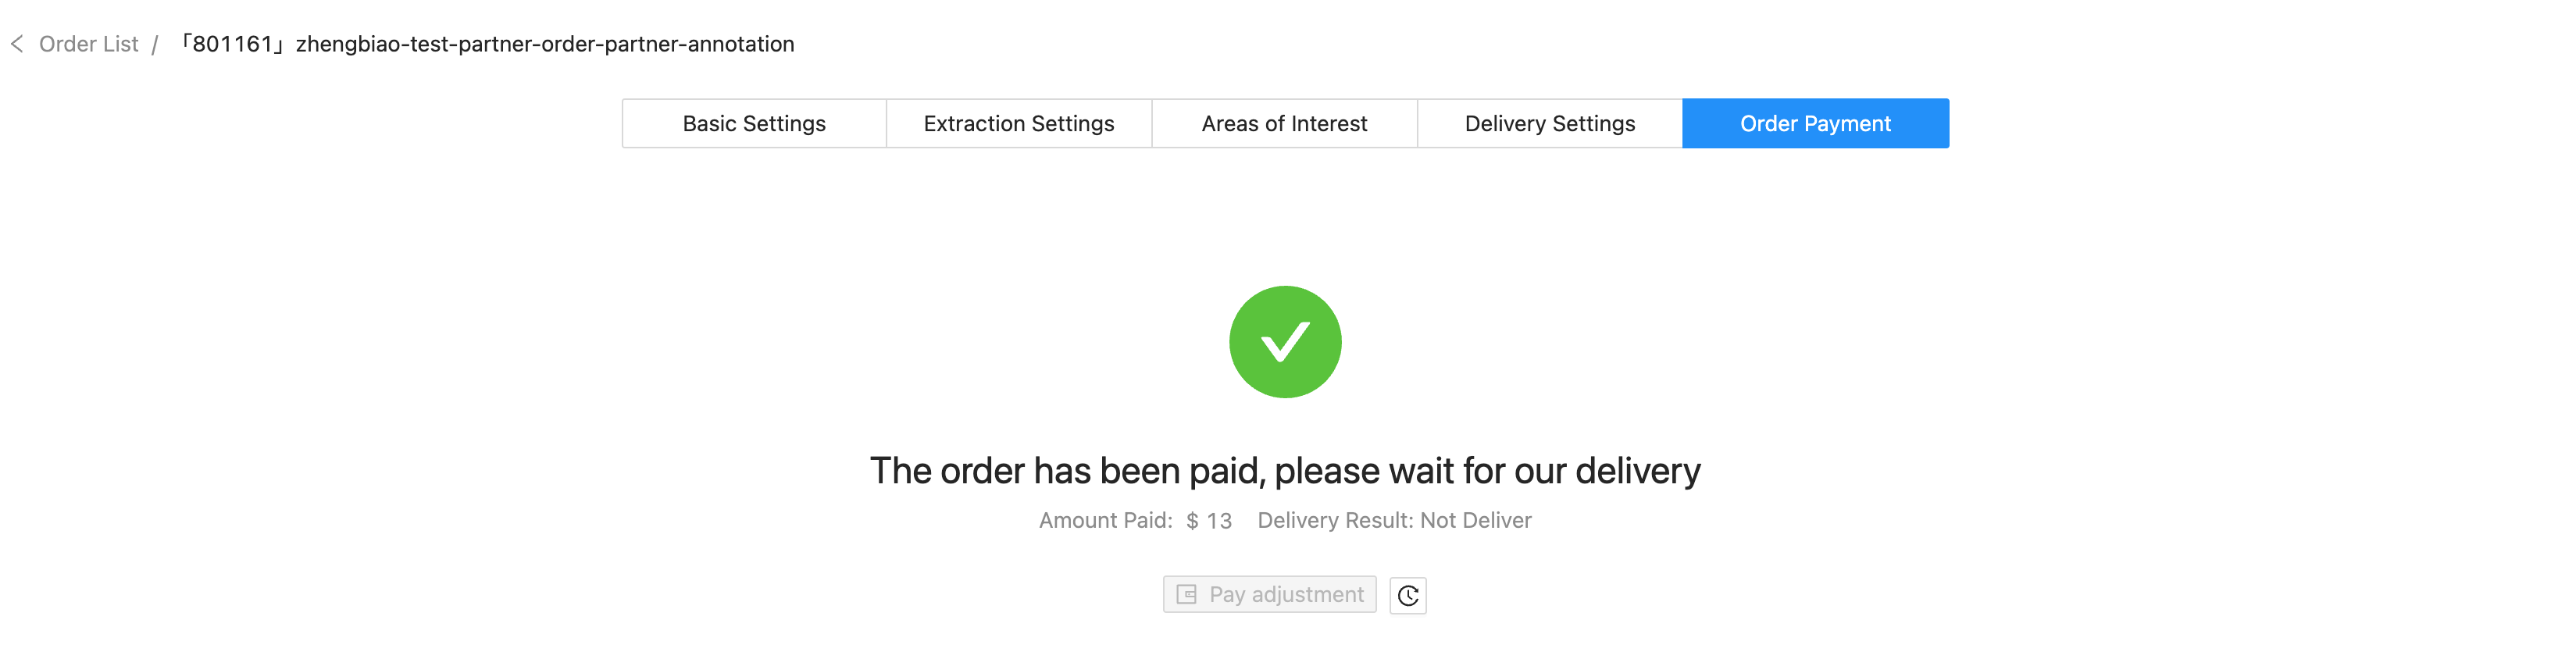 < Order List / 「801161」zhengbiao-test-partner-order-partner-annotation
Basic Settings Extraction Settings Areas of Interest Delivery Settings Order Payment
The order has been paid, please wait for our delivery
Amount Paid: $ 13 Delivery Result: Not Deliver
Pay adjustment